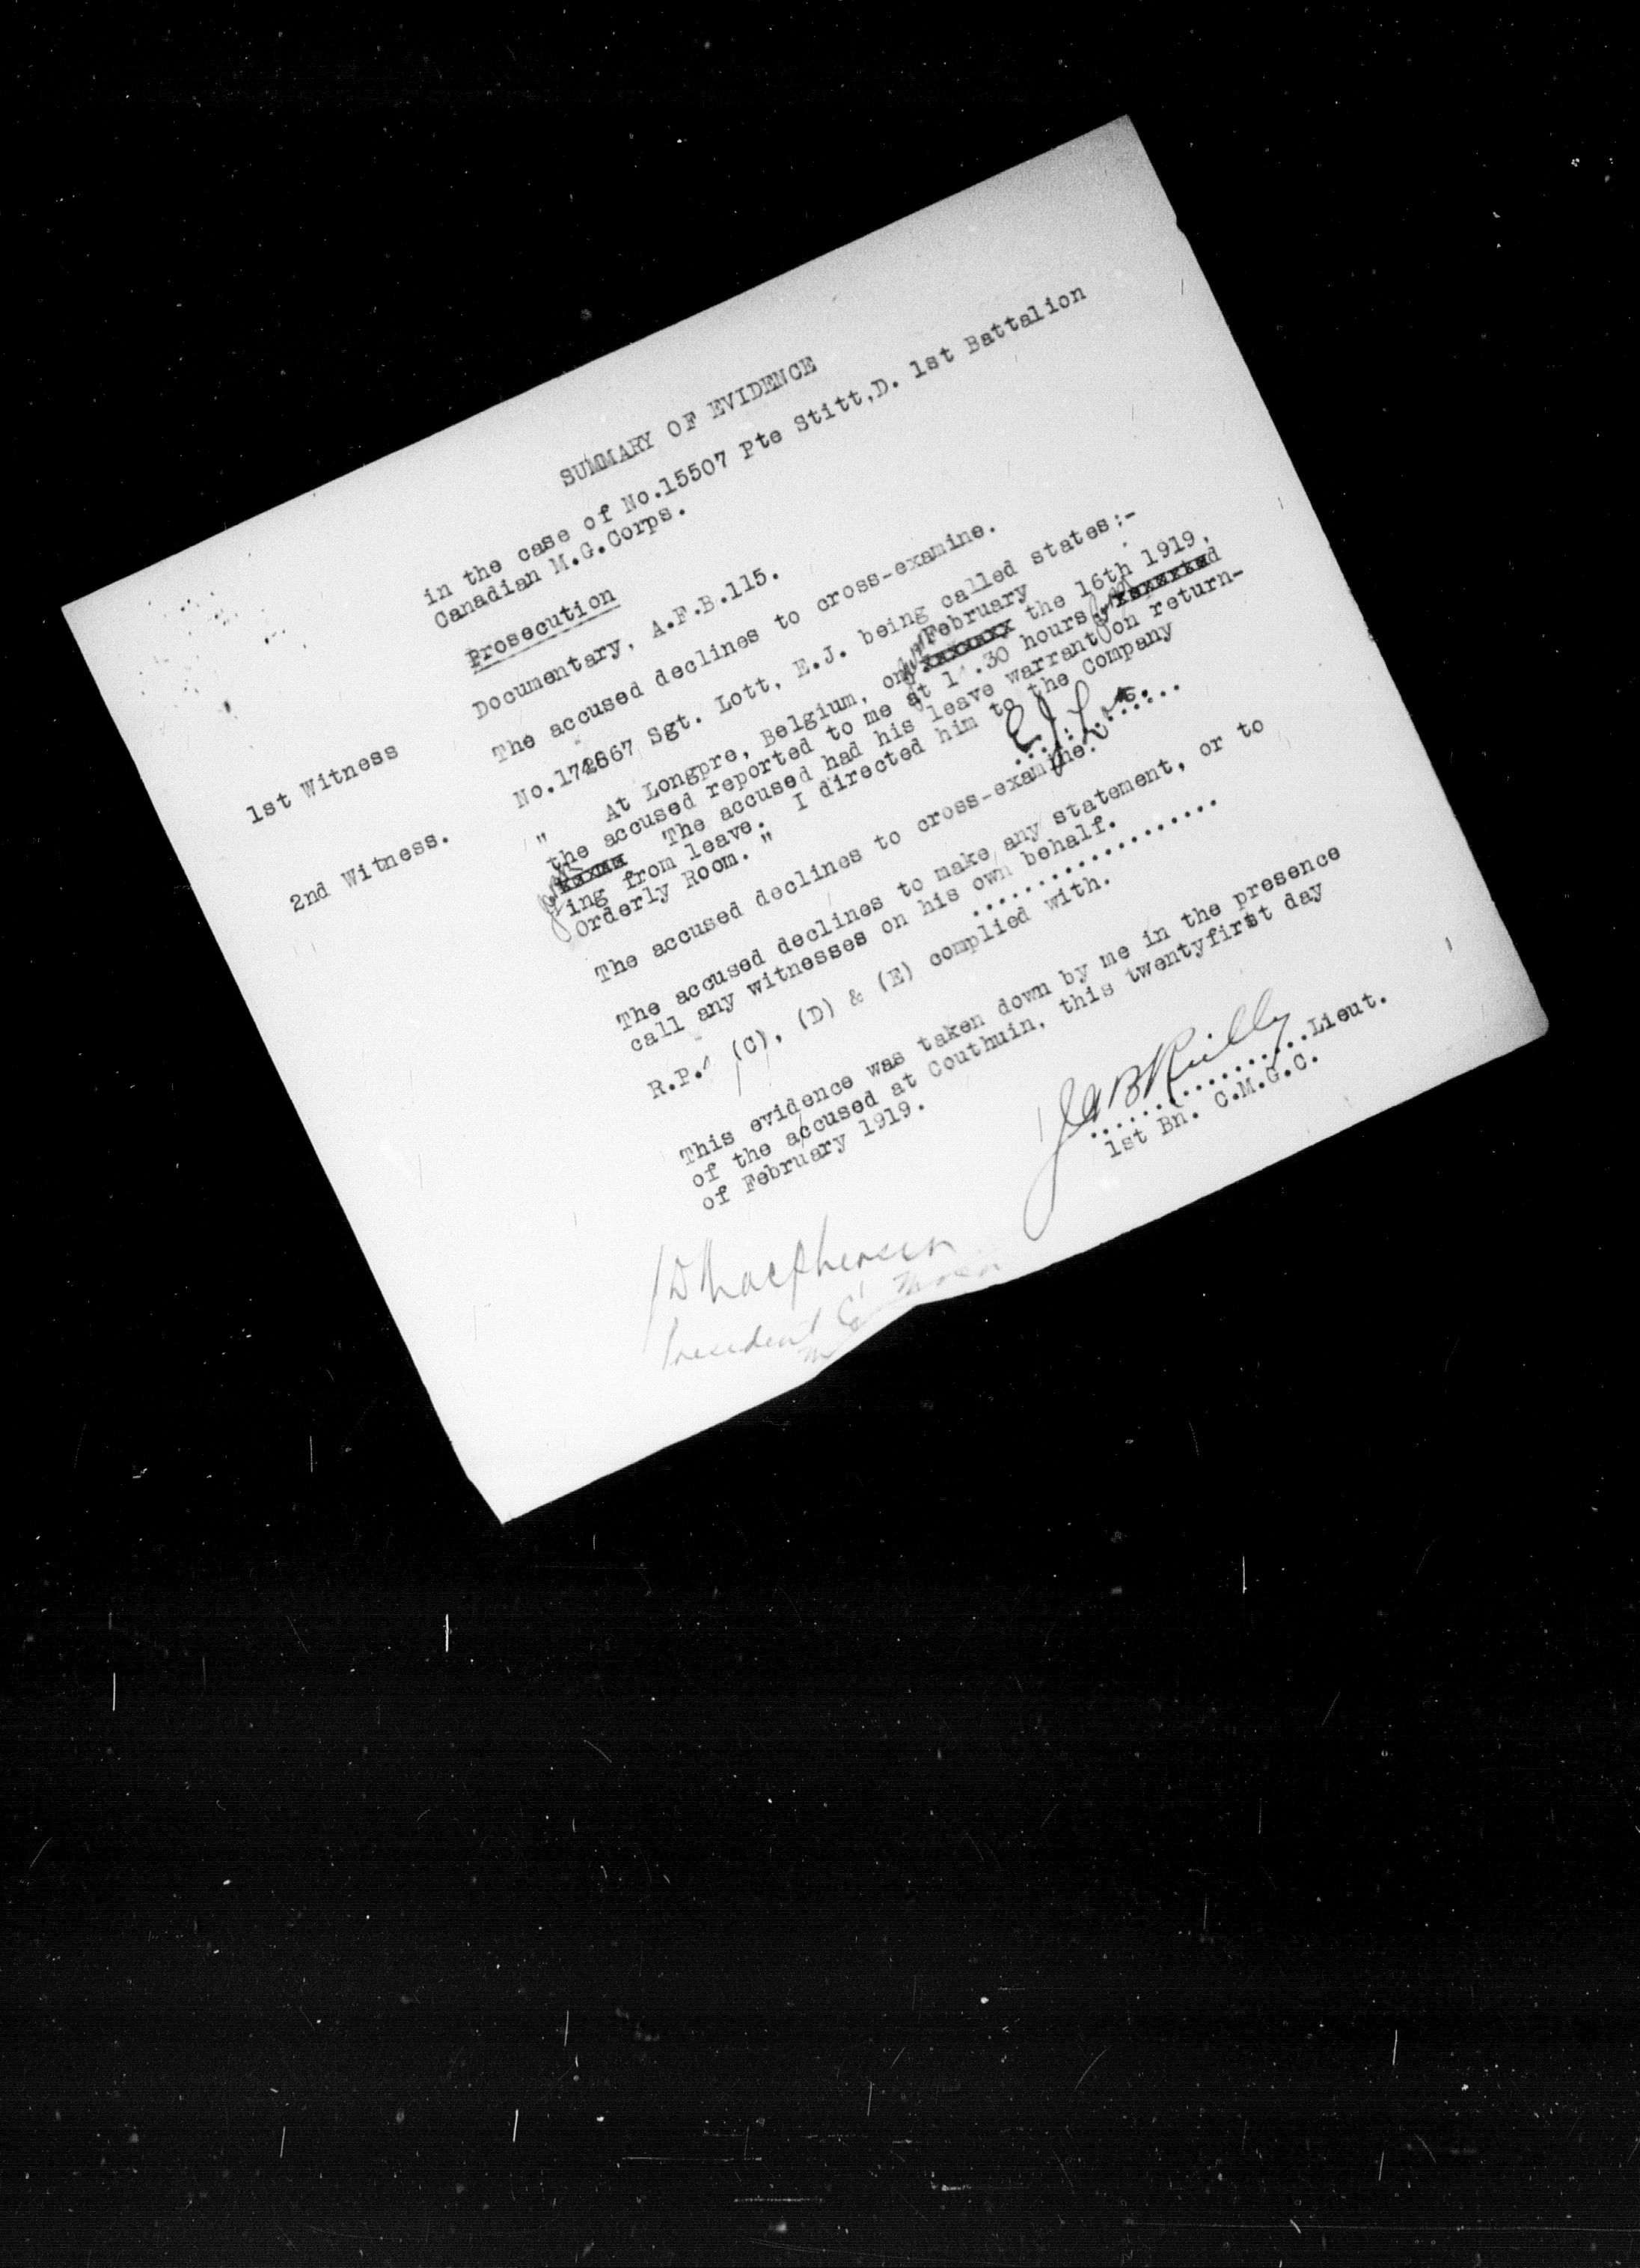 SUMMARY OF EVIDENCE
in the case of No.15507 Pte Stitt,D. 1st Battalion
Canadian M.G.Corps.
Prosecution
1st Witness
Documentary, A.F.B.115.
The accused declines to cross-examine.
2nd Witness.
No. Sgt. Lott, E.J. being called states:-
February
" At Longpre, Belgium, on the 16th 1919,
the accused reported to me at .30 hours
The accused had his leave warrant on return-
ing from leave. I directed him to the Company
Orderly Room. "
E.J. Lott.
The accused declines to cross-examine.
The accused declines to make any statement, or to
call any witnesses on his own behalf.
R.P. (C), (D) & (E) complied with.
This evidence was taken down by me in the presence
of the accused at Couthuin, this twentyfirst day
of February 1919.
Reilly Lieut.
1st Bn. C.M.G.C.
Macpherson
President